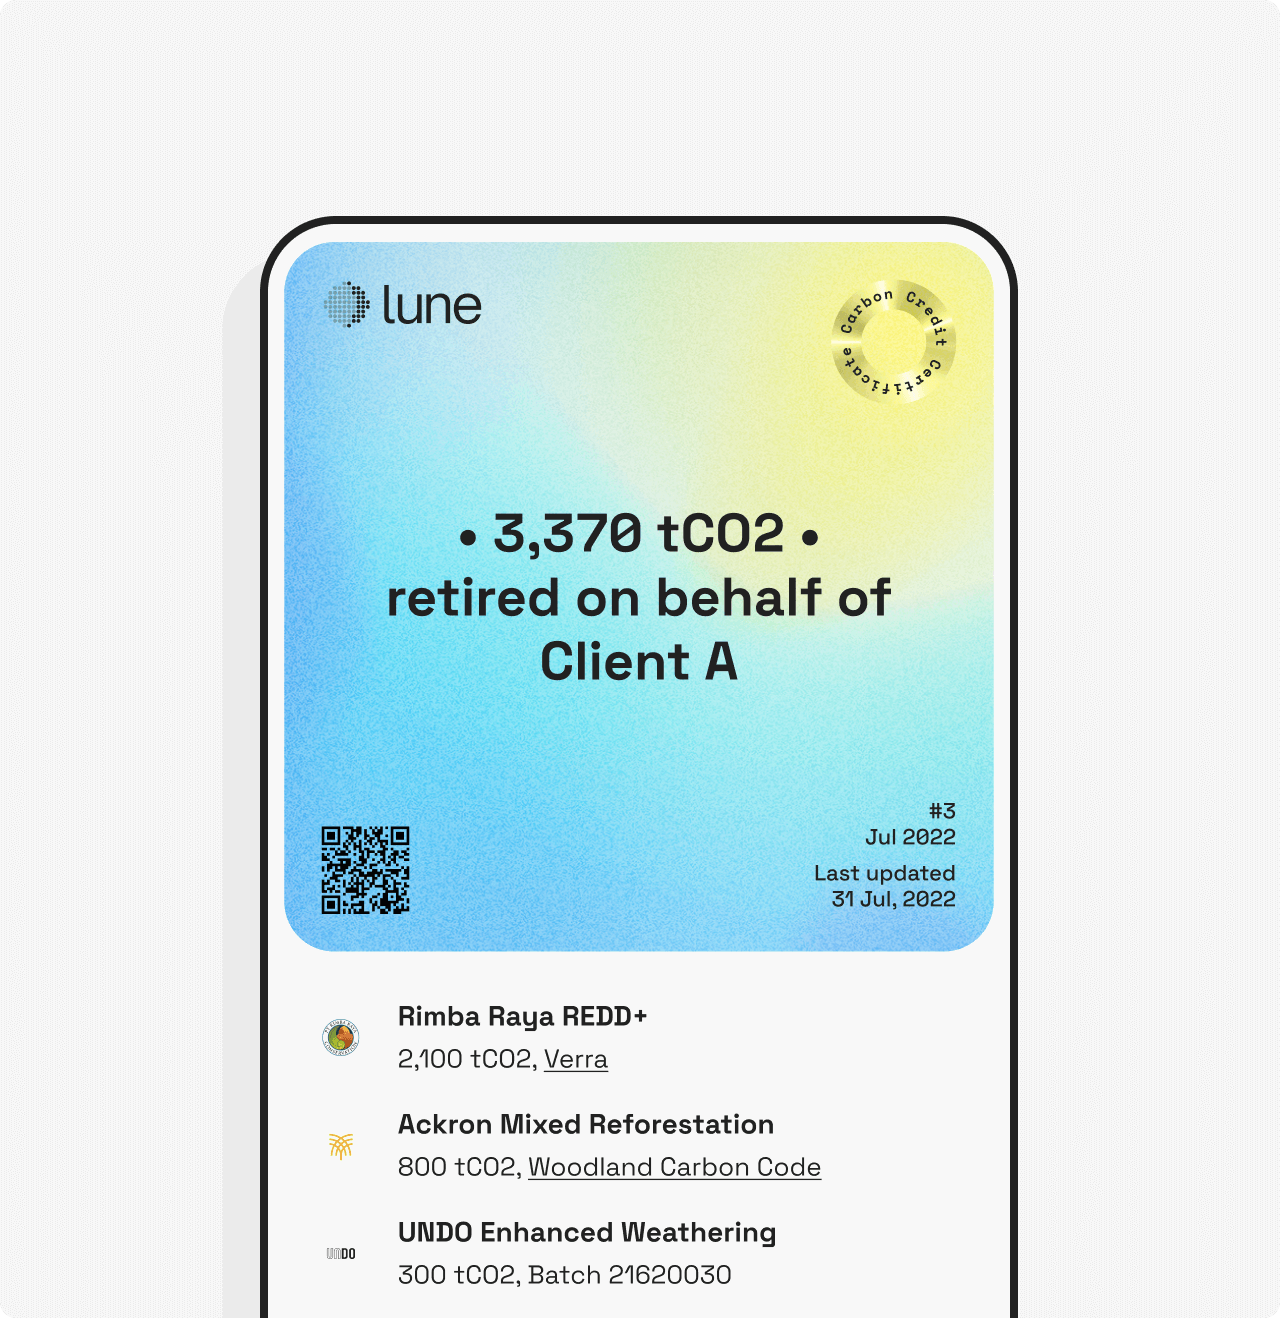 lune
Carbon Credit Certificate
• 3,370 tCO2 •
retired on behalf of
Client A
#3
Jul 2022
Last updated
31 Jul, 2022
Rimba Raya REDD+
2,100 tCO2, Verra
Ackron Mixed Reforestation
800 tCO2, Woodland Carbon Code
UNDO
UNDO Enhanced Weathering
300 tCO2, Batch 21620030